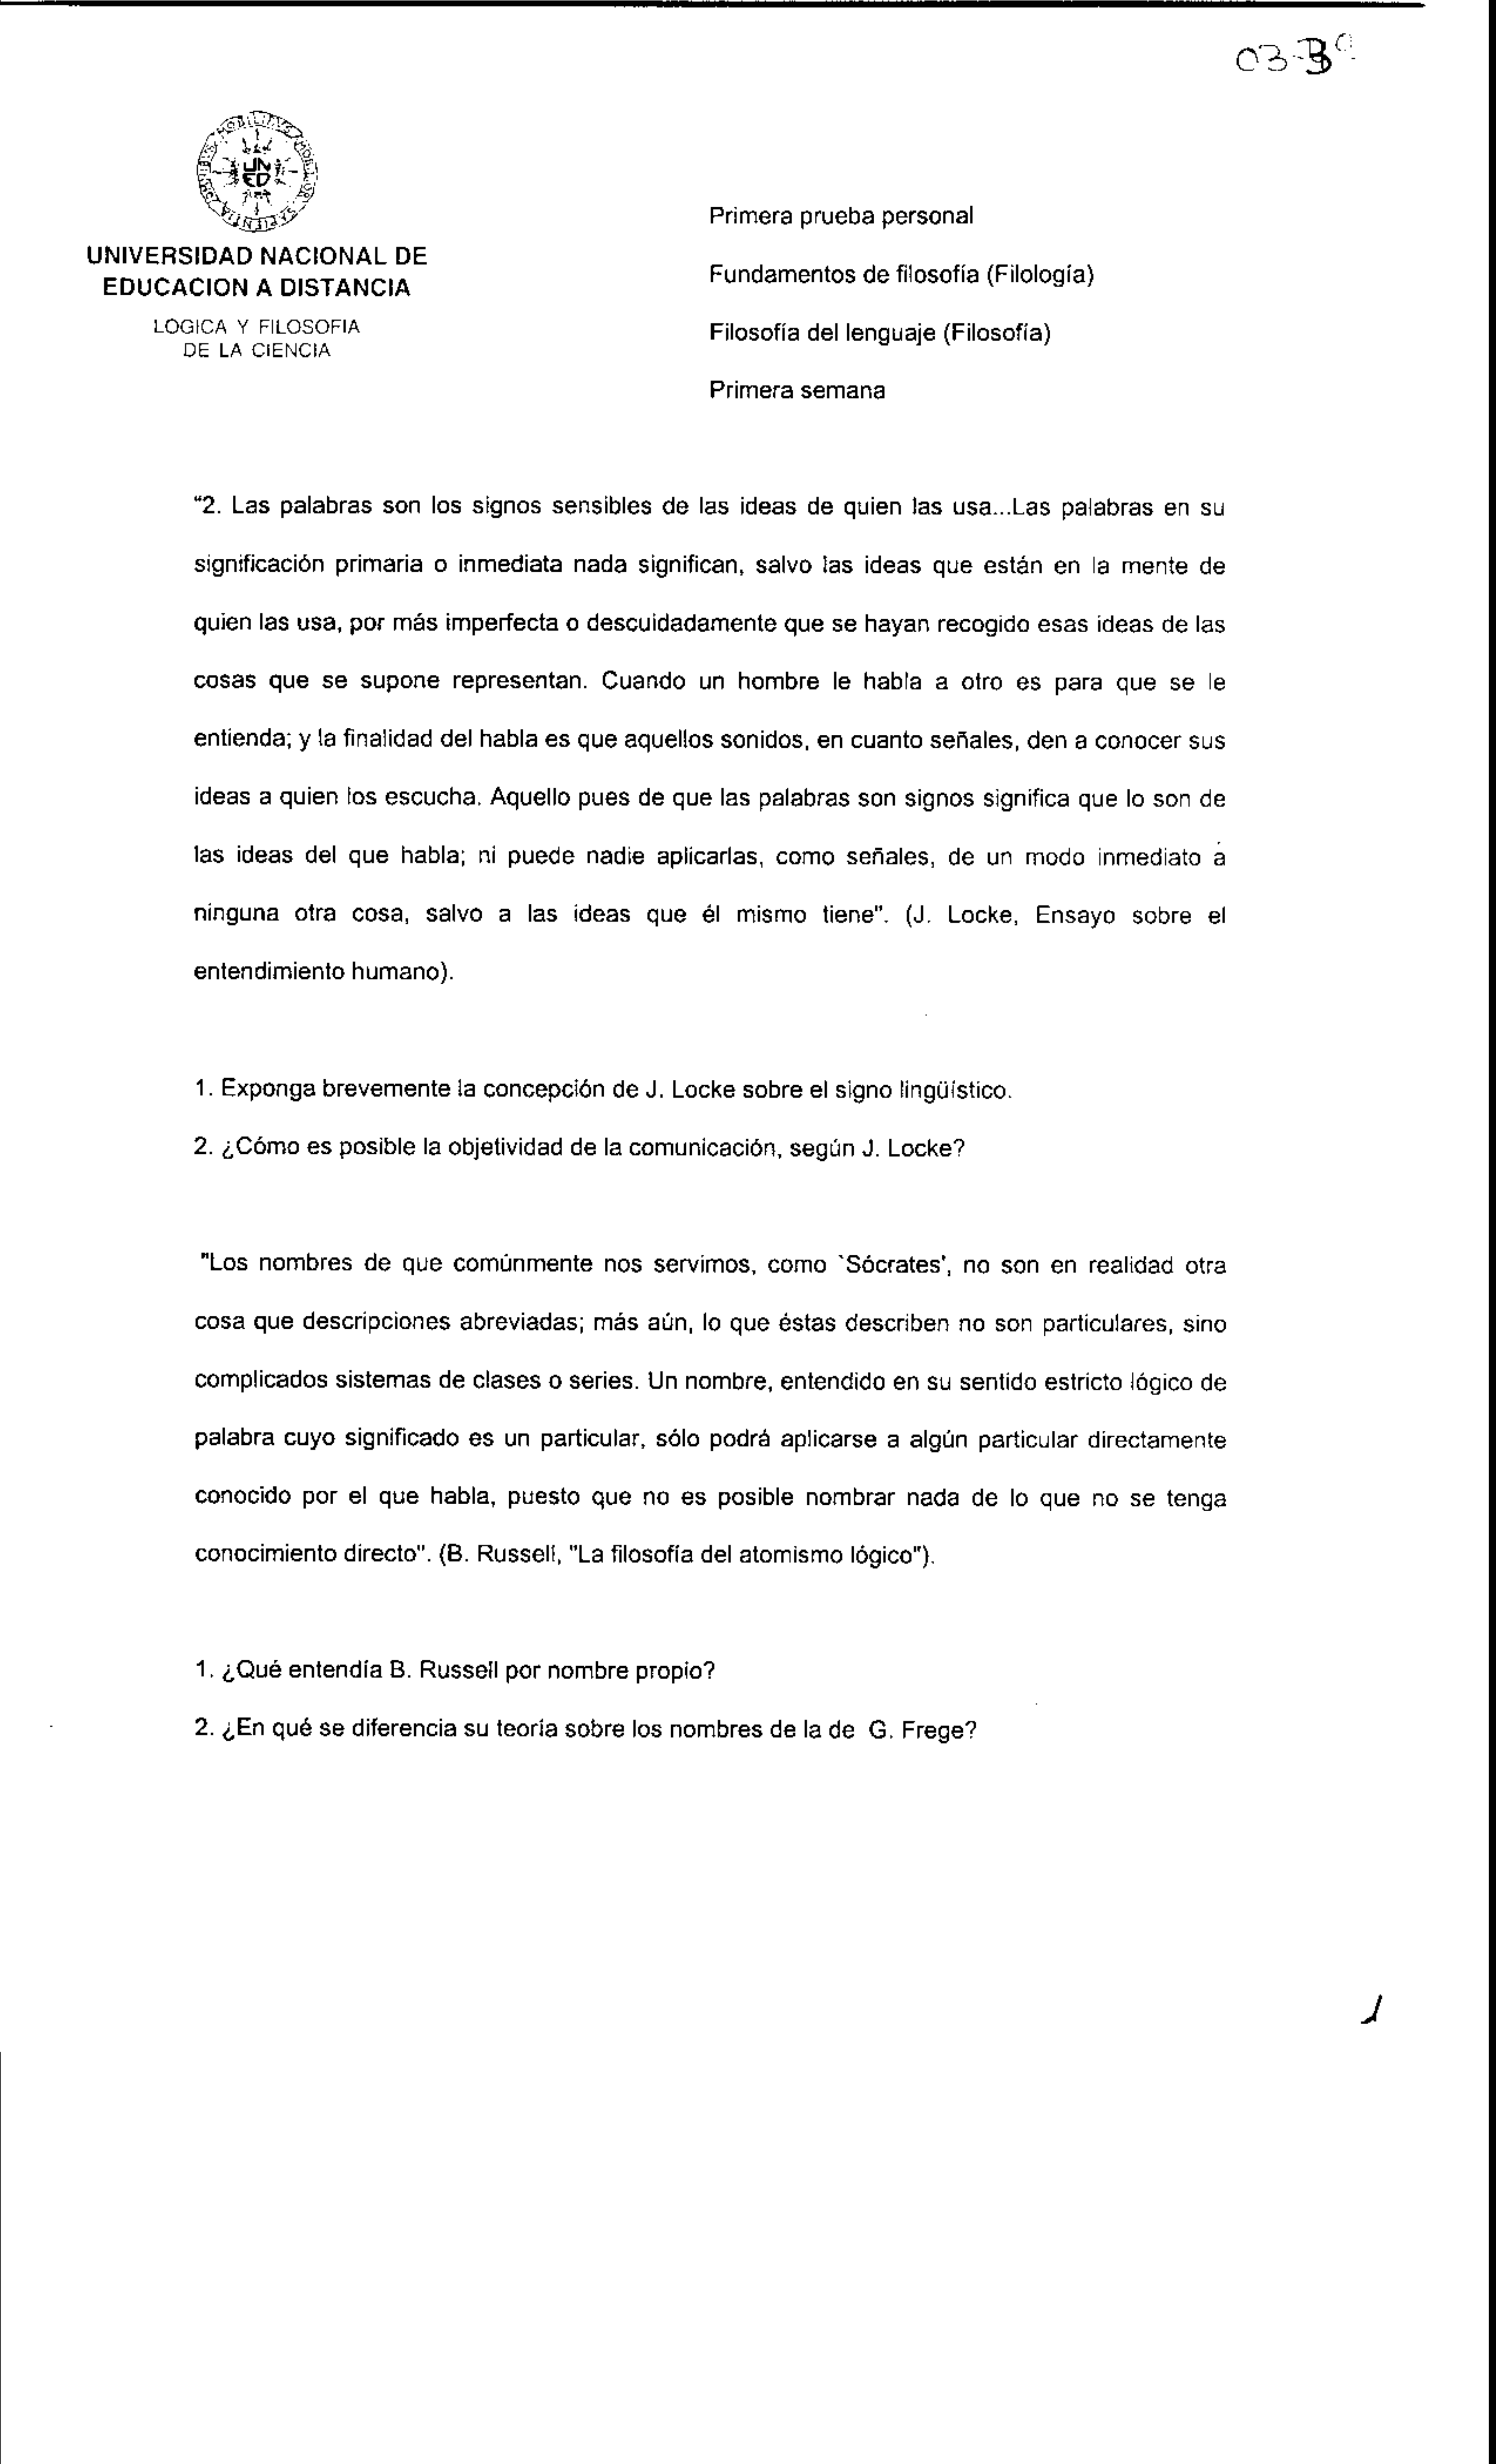 03-3º
UNED
UNIVERSIDAD NACIONAL DE
EDUCACION A DISTANCIA
LOGICA Y FILOSOFIA
DE LA CIENCIA
Primera prueba personal
Fundamentos de filosofía (Filología)
Filosofía del lenguaje (Filosofía)
Primera semana
“2. Las palabras son los signos sensibles de las ideas de quien las usa...Las palabras en su
significación primaria o inmediata nada significan, salvo las ideas que están en la mente de
quien las usa, por más imperfecta o descuidadamente que se hayan recogido esas ideas de las
cosas que se supone representan. Cuando un hombre le habla a otro es para que se le
entienda; y la finalidad del habla es que aquellos sonidos, en cuanto señales, den a conocer sus
ideas a quien los escucha. Aquello pues de que las palabras son signos significa que lo son de
las ideas del que habla; ni puede nadie aplicarlas, como señales, de un modo inmediato a
ninguna otra cosa, salvo a las ideas que él mismo tiene". (J. Locke, Ensayo sobre el
entendimiento humano).
1. Exponga brevemente la concepción de J. Locke sobre el signo lingüístico.
2. ¿Cómo es posible la objetividad de la comunicación, según J. Locke?
"Los nombres de que comúnmente nos servimos, como `Sócrates', no son en realidad otra
cosa que descripciones abreviadas; más aún, lo que éstas describen no son particulares, sino
complicados sistemas de clases o series. Un nombre, entendido en su sentido estricto lógico de
palabra cuyo significado es un particular, sólo podrá aplicarse a algún particular directamente
conocido por el que habla, puesto que no es posible nombrar nada de lo que no se tenga
conocimiento directo". (B. Russell, "La filosofía del atomismo lógico").
1. ¿Qué entendía B. Russell por nombre propio?
2. ¿En qué se diferencia su teoría sobre los nombres de la de G. Frege?